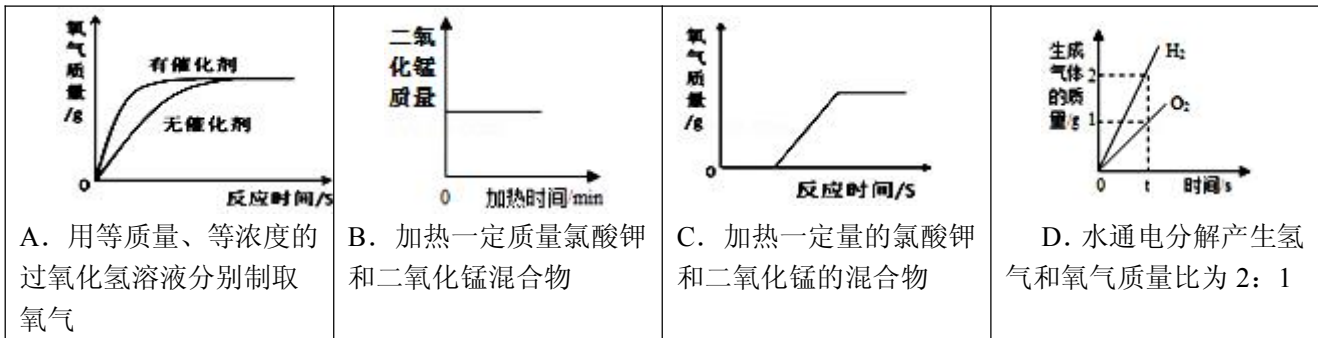 氧气质量/g
有催化剂
无催化剂
0
反应时间/S
A．用等质量、等浓度的
过氧化氢溶液分别制取
氧气
二氧
化锰
质量
0
加热时间/min
B．加热一定质量氯酸钾
和二氧化锰混合物
氧气质量/g
0
反应时间/S
C．加热一定量的氯酸钾
和二氧化锰的混合物
生成
气体
的质
量/g
2
1
H₂
O₂
0
t
时间/s
D．水通电分解产生氢
气和氧气质量比为 2：1